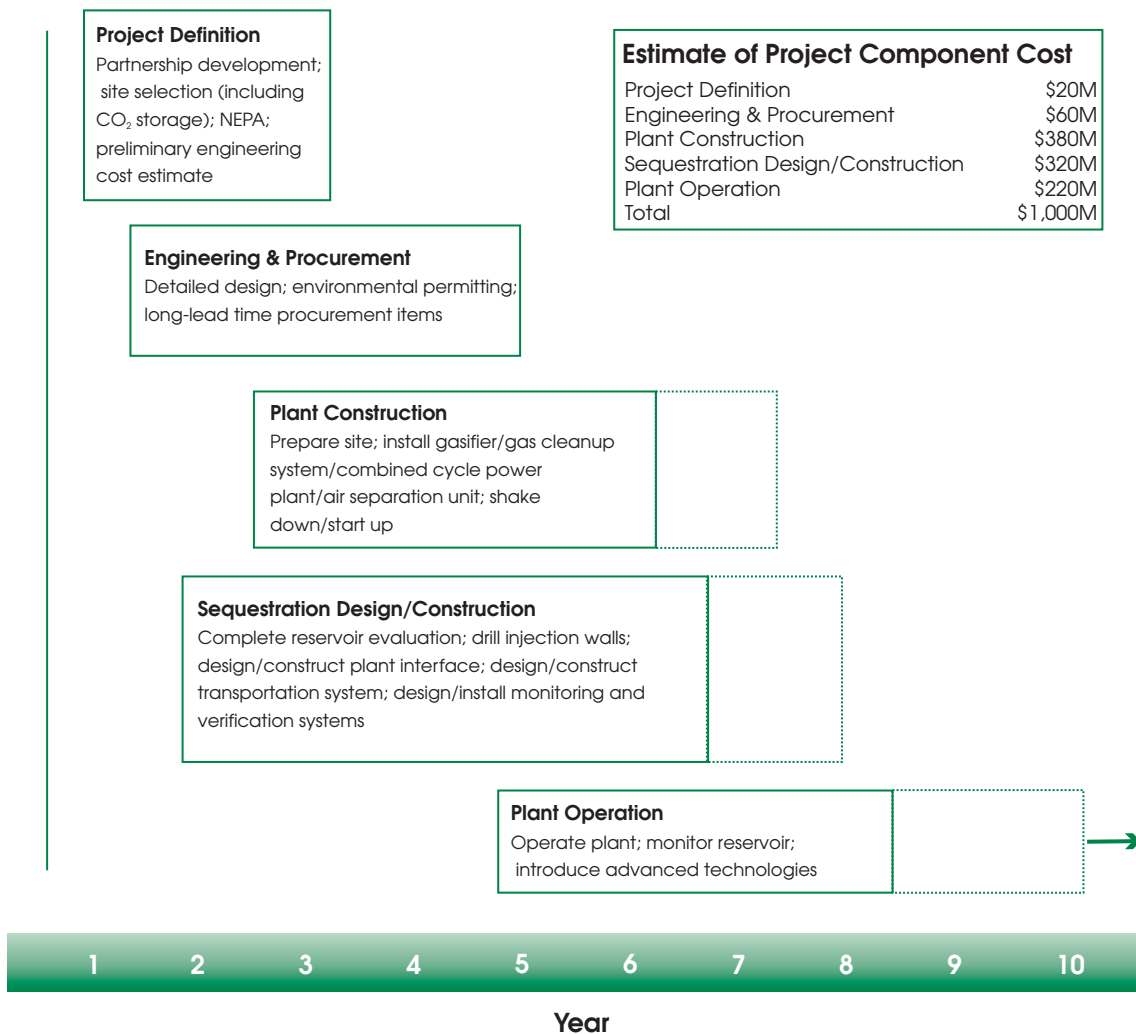 Project Definition
Partnership development;
site selection (including
CO₂ storage); NEPA;
preliminary engineering
cost estimate
Estimate of Project Component Cost
Project Definition $20M
Engineering & Procurement $60M
Plant Construction $380M
Sequestration Design/Construction $320M
Plant Operation $220M
Total $1,000M
Engineering & Procurement
Detailed design; environmental permitting;
long-lead time procurement items
Plant Construction
Prepare site; install gasifier/gas cleanup
system/combined cycle power
plant/air separation unit; shake
down/start up
Sequestration Design/Construction
Complete reservoir evaluation; drill injection walls;
design/construct plant interface; design/construct
transportation system; design/install monitoring and
verification systems
Plant Operation
Operate plant; monitor reservoir;
introduce advanced technologies
1 2 3 4 5 6 7 8 9 10
Year